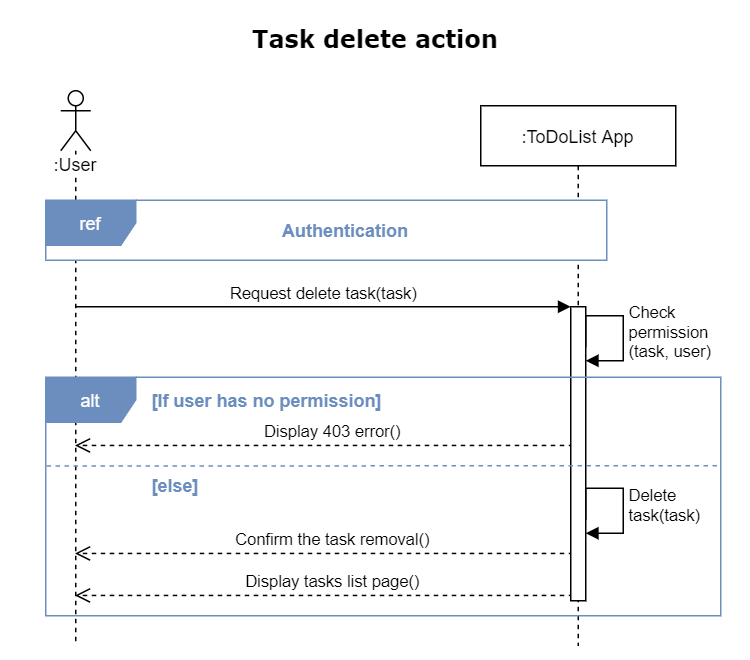 Task delete action
:User
:ToDoList App
ref
Authentication
Request delete task(task)
Check
permission
(task, user)
alt
[If user has no permission]
Display 403 error()
[else]
Delete
task(task)
Confirm the task removal()
Display tasks list page()